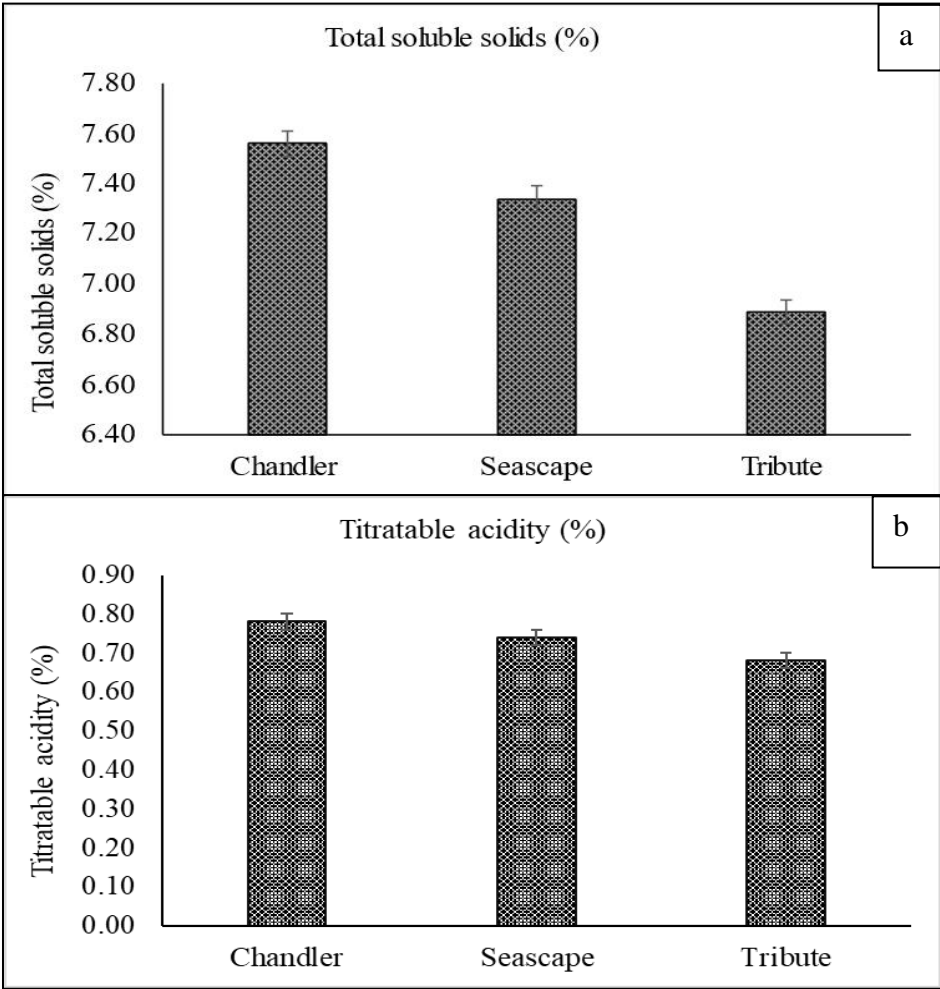 Total soluble solids (%)
a
Total soluble solids (%)
7.80
7.60
7.40
7.20
7.00
6.80
6.60
6.40
Chandler Seascape Tribute
Titratable acidity (%)
b
Titratable acidity (%)
0.90
0.80
0.70
0.60
0.50
0.40
0.30
0.20
0.10
0.00
Chandler Seascape Tribute